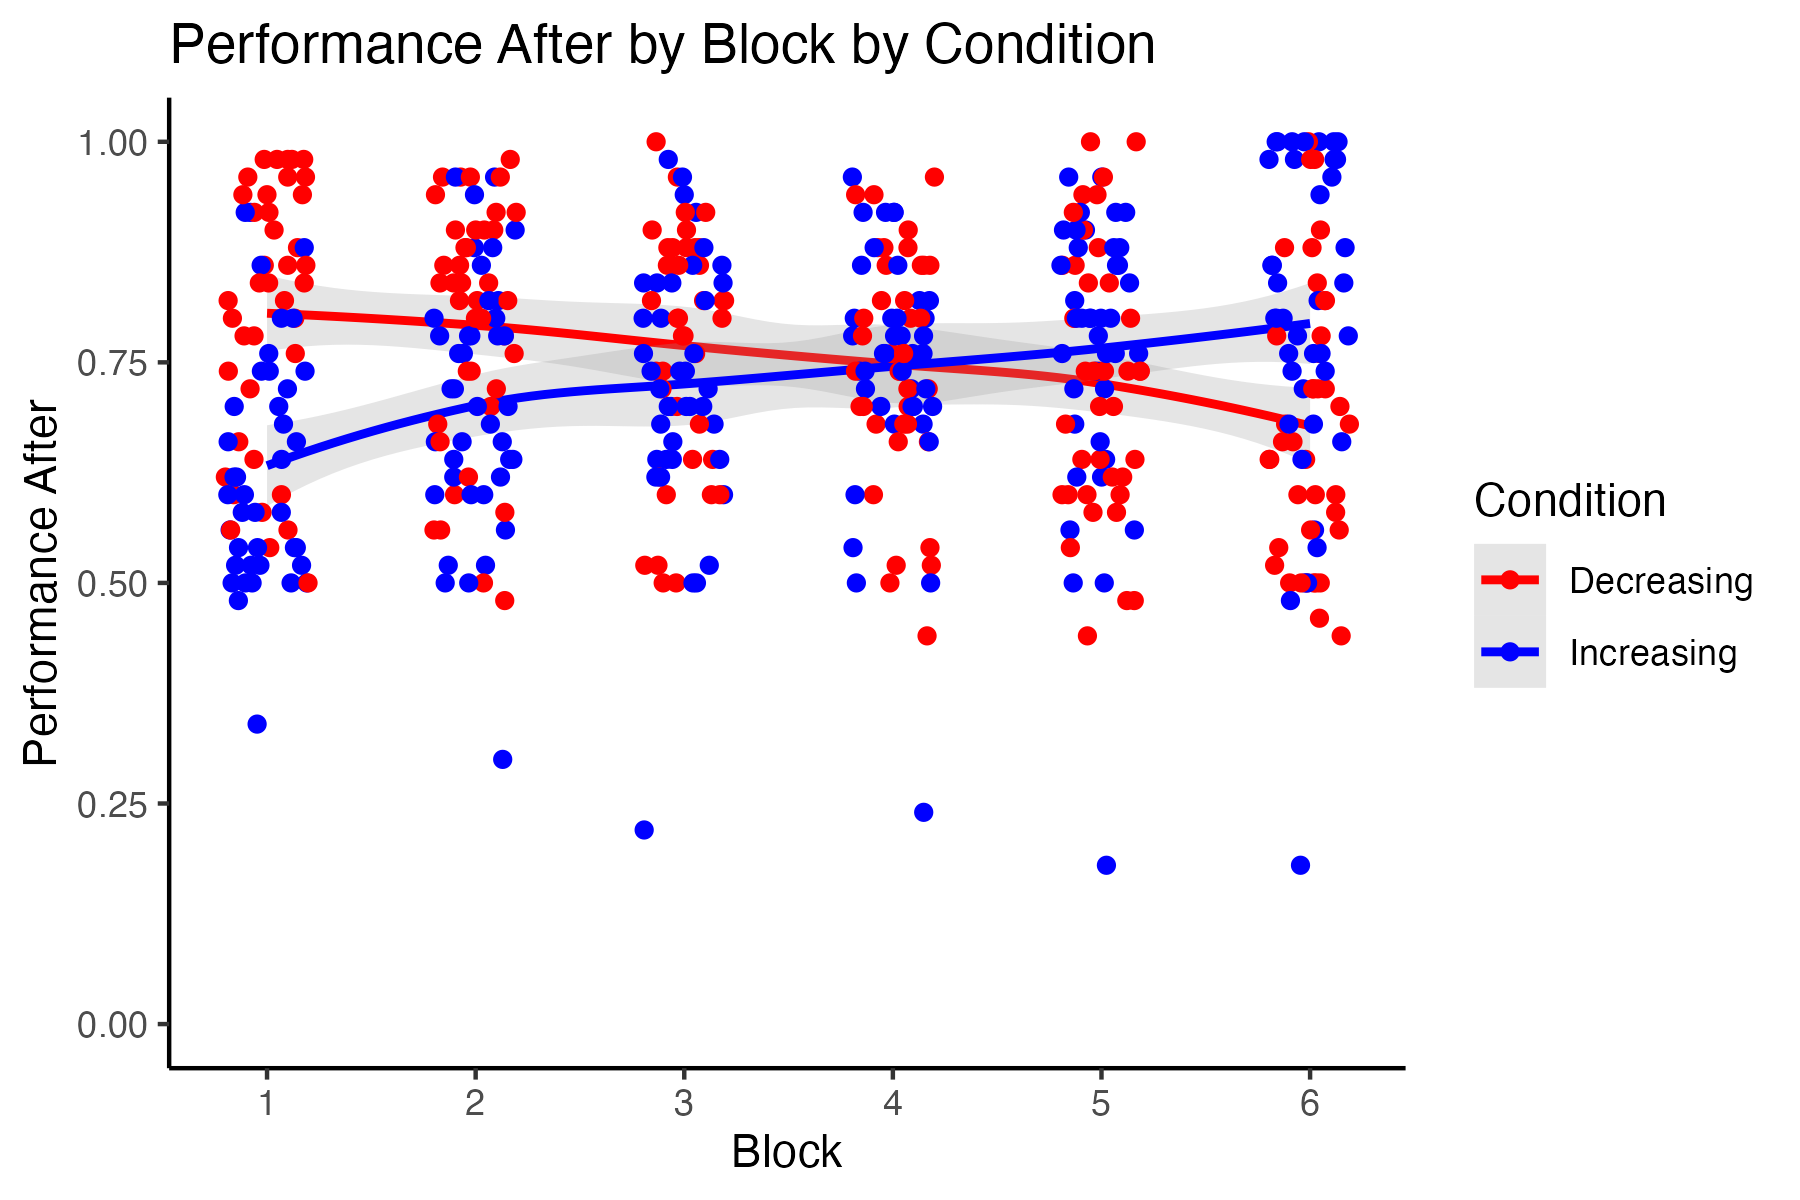 Performance After by Block by Condition
Performance After
1.00
0.75
0.50
0.25
0.00
1 2 3 4 5 6
Block
Condition
Decreasing
Increasing